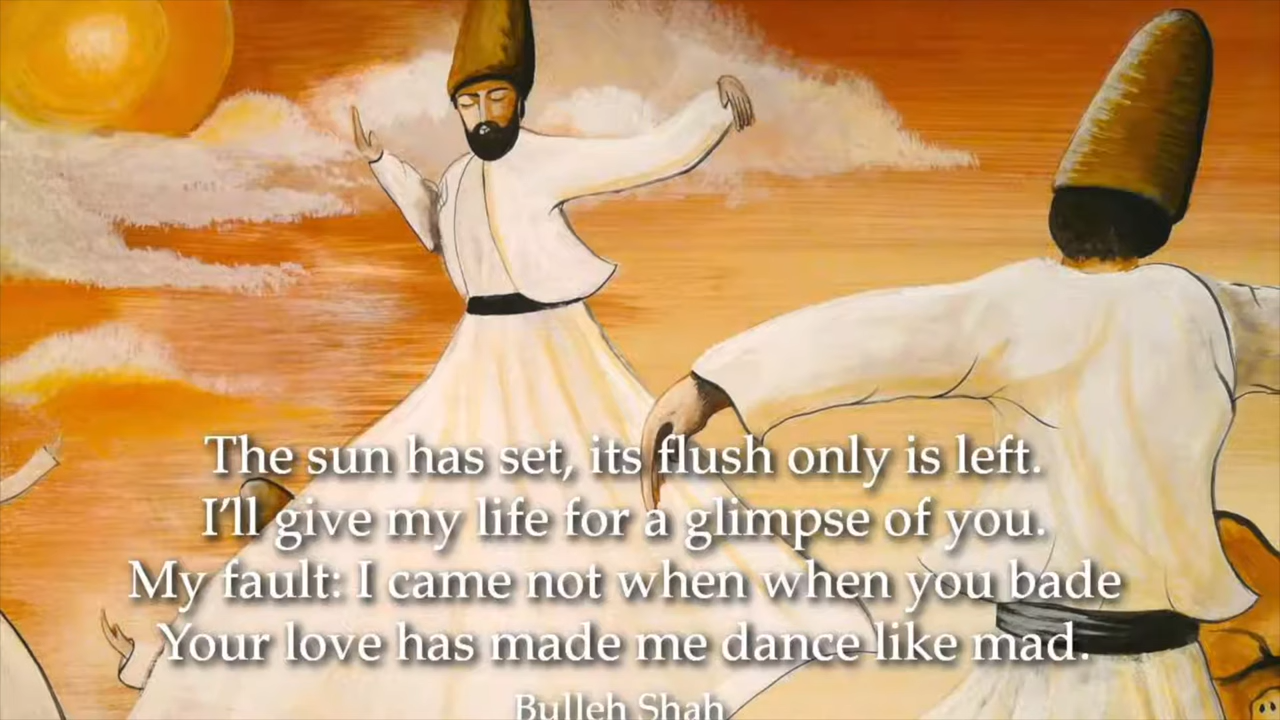 The sun has set, its flush only is left.
I'll give my life for a glimpse of you.
My fault: I came not when when you bade
Your love has made me dance like mad.
Bulleh Shah